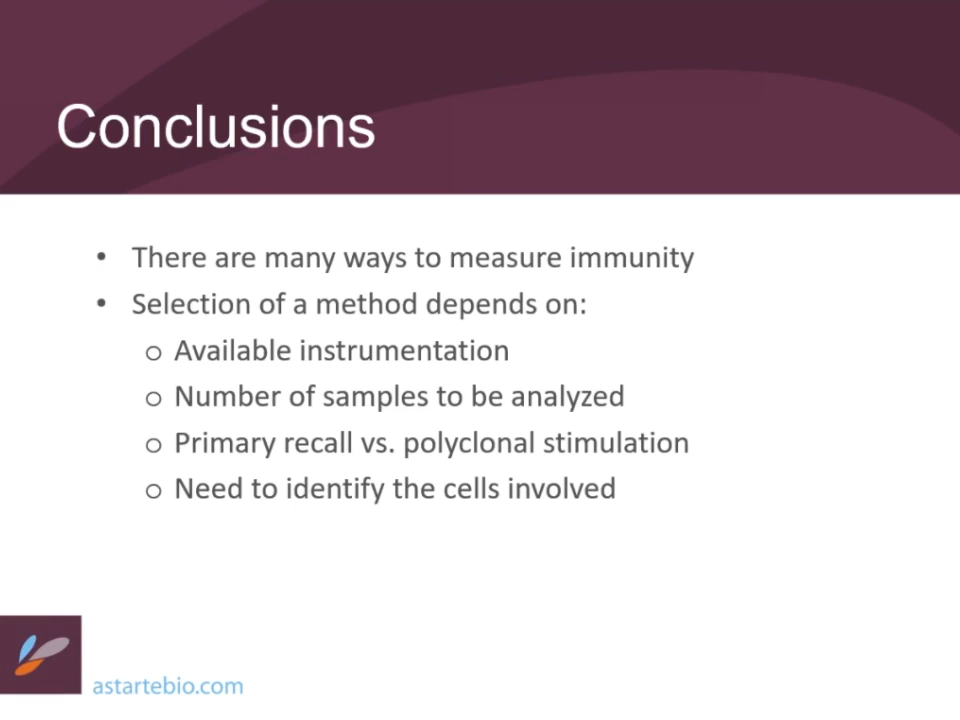 Conclusions
• There are many ways to measure immunity
• Selection of a method depends on:
o Available instrumentation
o Number of samples to be analyzed
o Primary recall vs. polyclonal stimulation
o Need to identify the cells involved
astartebio.com